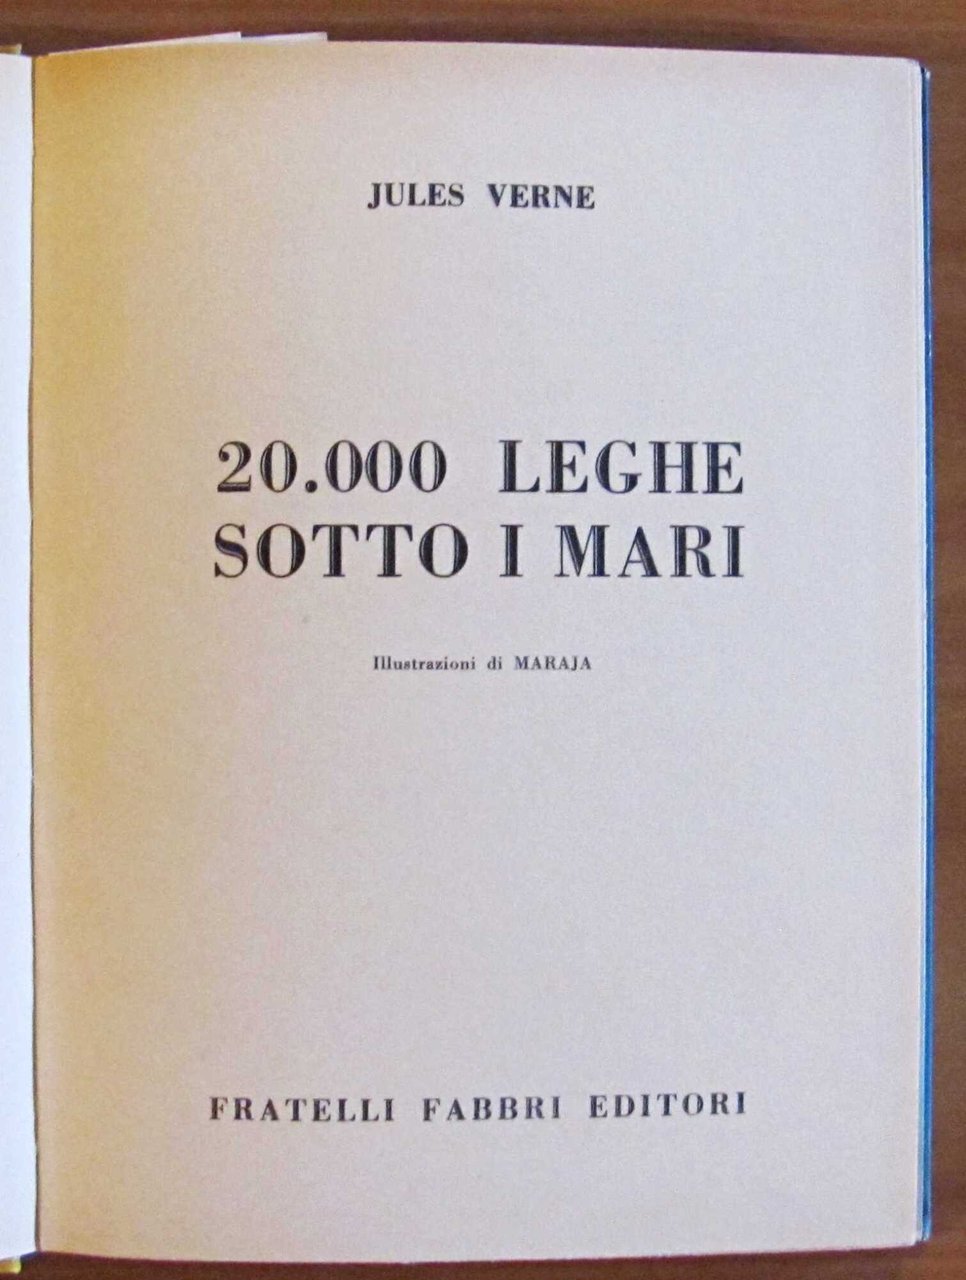 JULES VERNE
20.000 LEGHE
SOTTO I MARI
Illustrazioni di MARAJA
FRATELLI FABBRI EDITORI